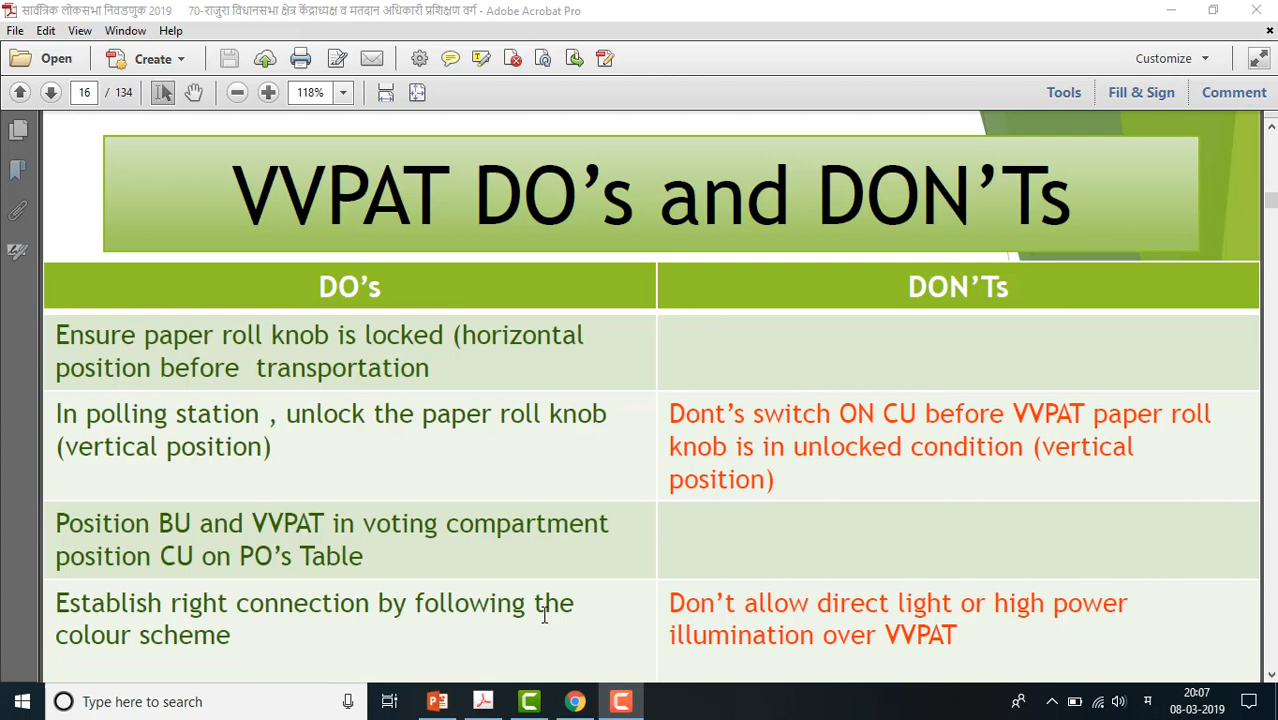 सार्वत्रिक लोकसभा निवडणुक 2019 70-राजुरा विधानसभा क्षेत्र केंद्राध्यक्ष व मतदान अधिकारी प्रशिक्षण वर्ग - Adobe Acrobat Pro
File Edit View Window Help
Open Create Customize
16 / 134 118% Tools Fill & Sign Comment
VVPAT DO’s and DON’Ts
DO’s DON’Ts
Ensure paper roll knob is locked (horizontal
position before transportation
In polling station , unlock the paper roll knob
(vertical position)
Dont’s switch ON CU before VVPAT paper roll
knob is in unlocked condition (vertical
position)
Position BU and VVPAT in voting compartment
position CU on PO’s Table
Establish right connection by following the
colour scheme
Don’t allow direct light or high power
illumination over VVPAT
Type here to search
म 20:07
08-03-2019